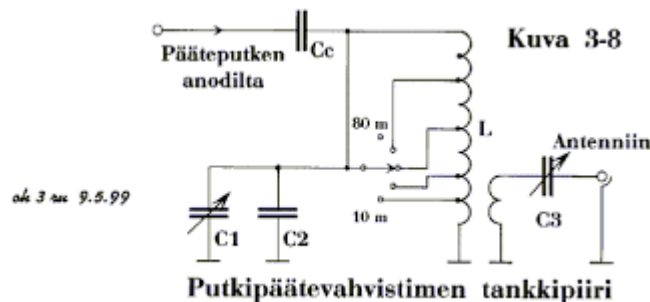 Cc
Kuva 3-8
Pääteputken
anodilta
80 m
L
Antenniin
oh 3 9.5.99
C1
C2
10 m
C3
Putkipäätevahvistimen tankkipiiri